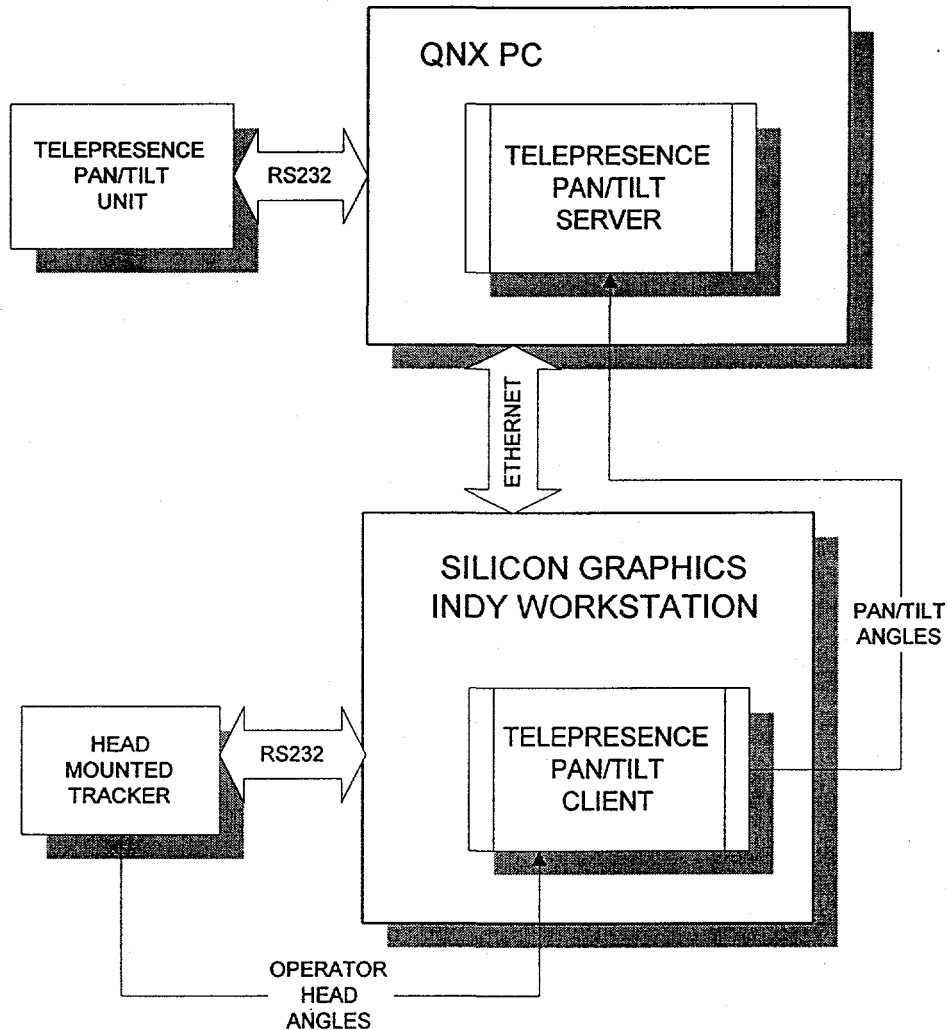 QNX PC
TELEPRESENCE
PAN/TILT
UNIT
RS232
TELEPRESENCE
PAN/TILT
SERVER
ETHERNET
SILICON GRAPHICS
INDY WORKSTATION
PAN/TILT
ANGLES
HEAD
MOUNTED
TRACKER
RS232
TELEPRESENCE
PAN/TILT
CLIENT
OPERATOR
HEAD
ANGLES